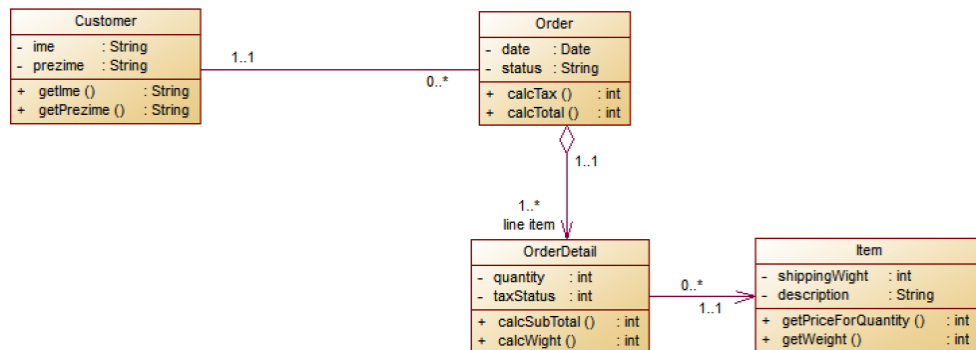 Customer
- ime : String
- prezime : String
+ getIme () : String
+ getPrezime () : String
1..1
0..*
Order
- date : Date
- status : String
+ calcTax () : int
+ calcTotal () : int
1..1
1..*
line item
OrderDetail
- quantity : int
- taxStatus : int
+ calcSubTotal () : int
+ calcWight () : int
0..*
1..1
Item
- shippingWight : int
- description : String
+ getPriceForQuantity () : int
+ getWeight () : int